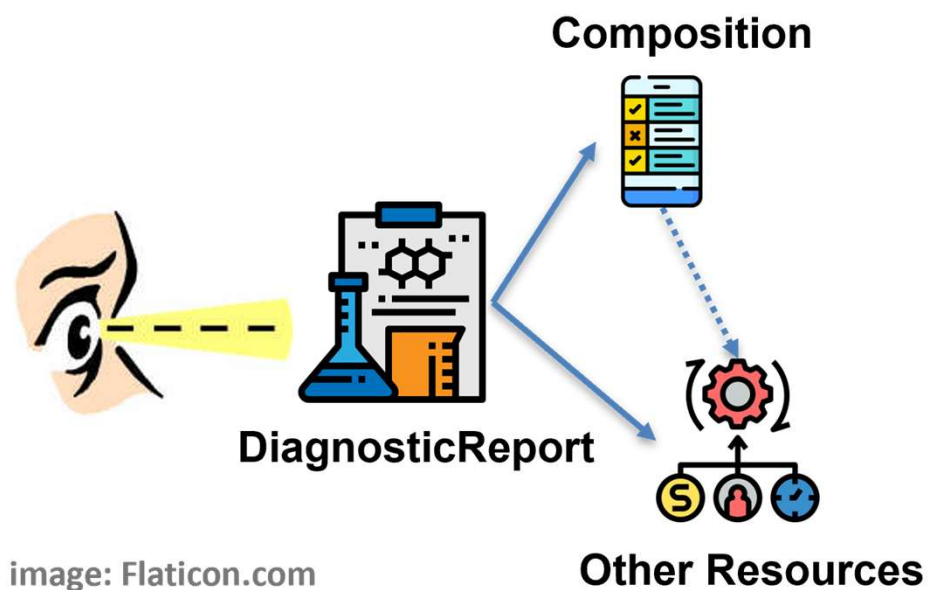 Composition
DiagnosticReport
S
Other Resources
image: Flaticon.com